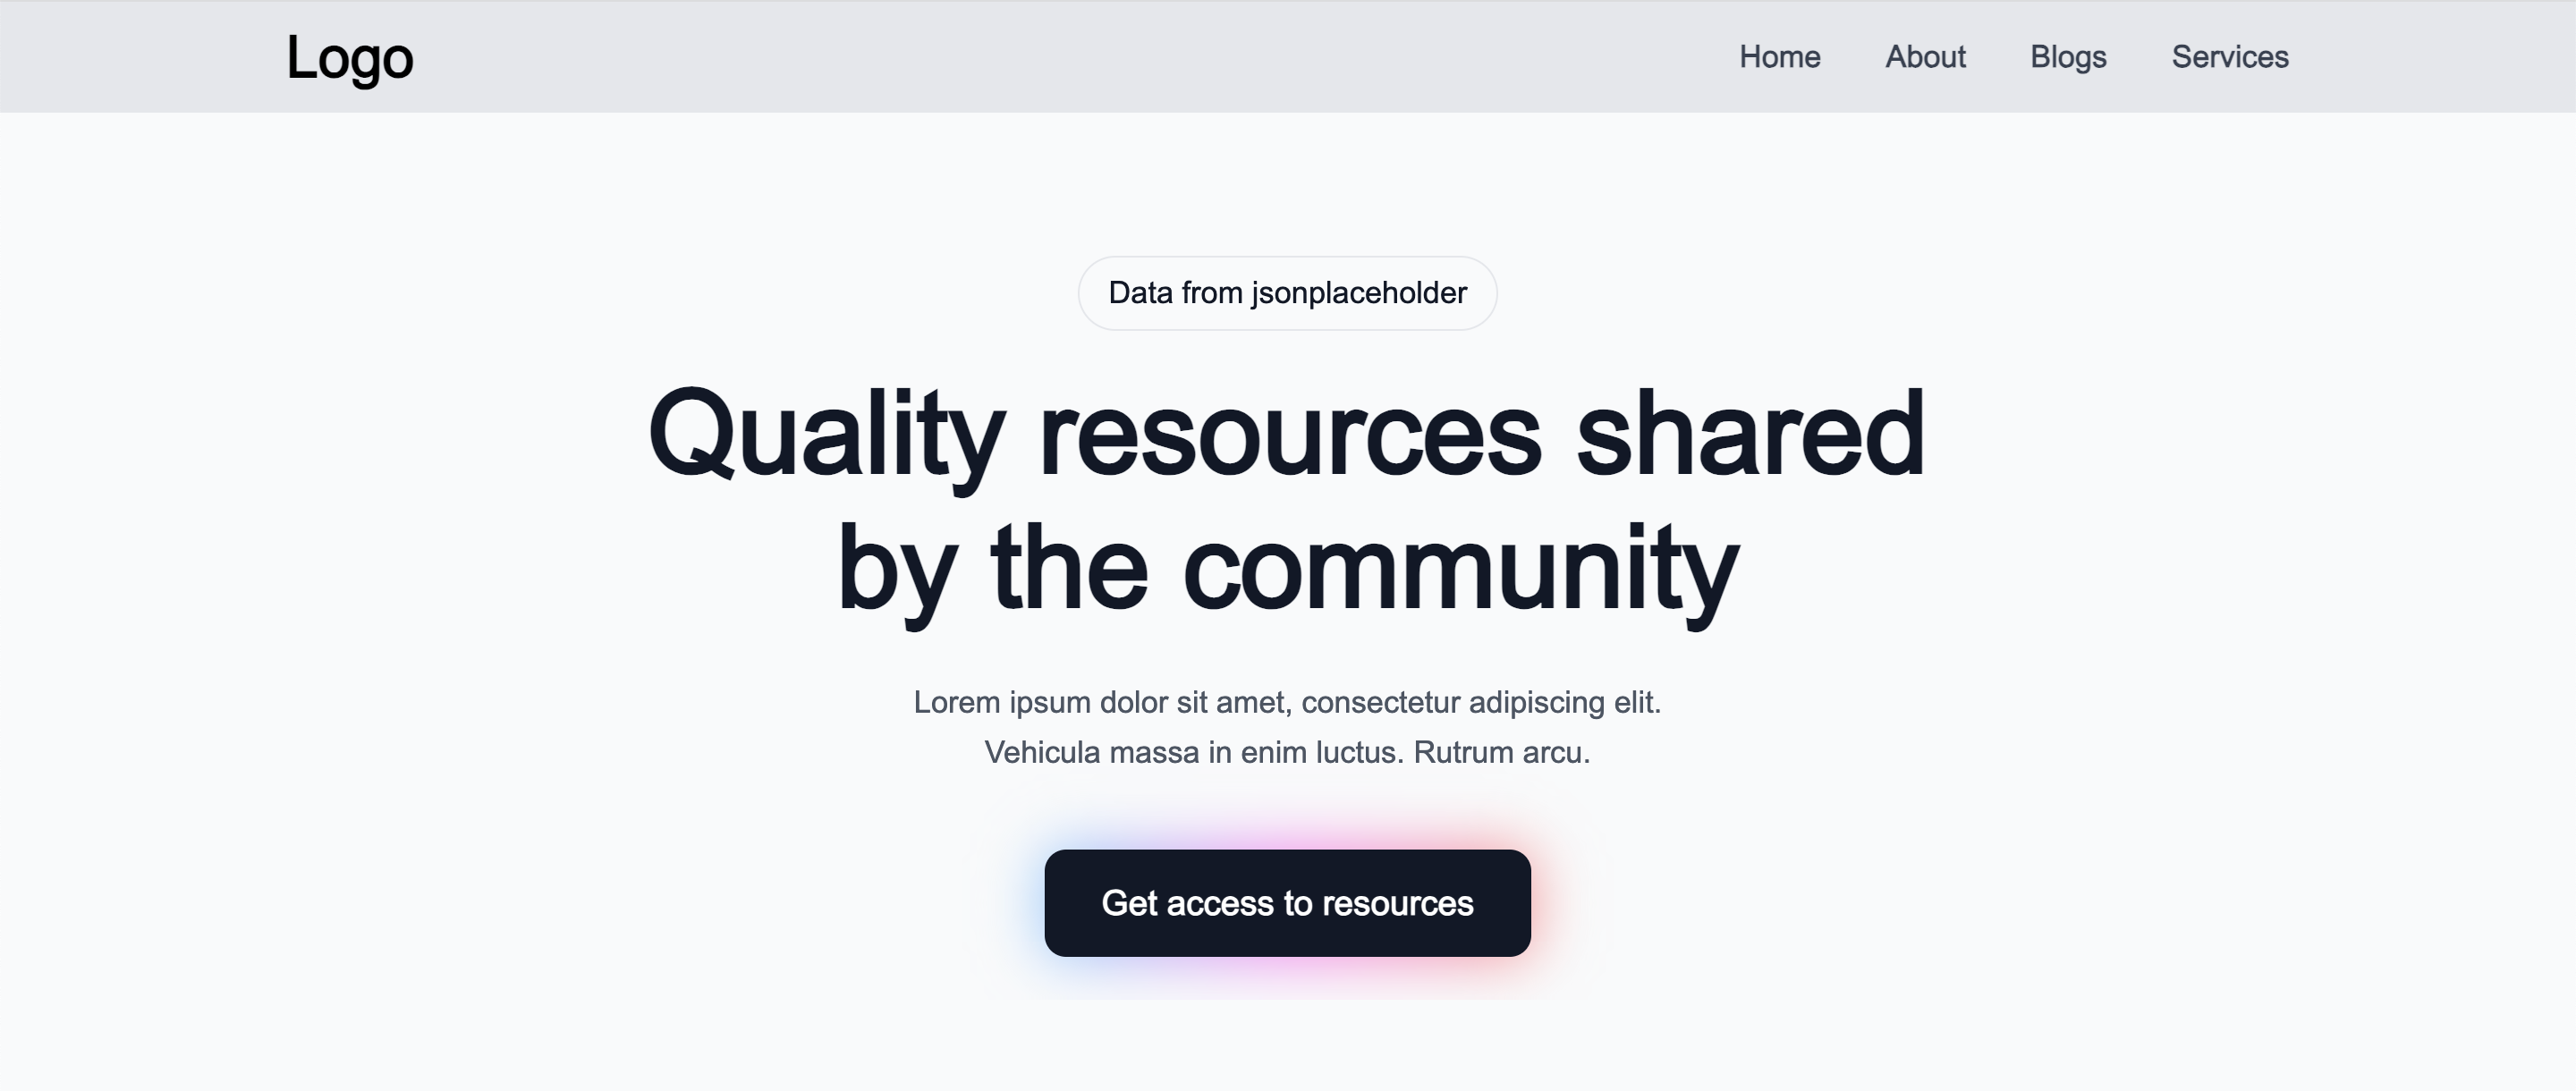 Logo
Home About Blogs Services
Data from jsonplaceholder
Quality resources shared
by the community
Lorem ipsum dolor sit amet, consectetur adipiscing elit.
Vehicula massa in enim luctus. Rutrum arcu.
Get access to resources